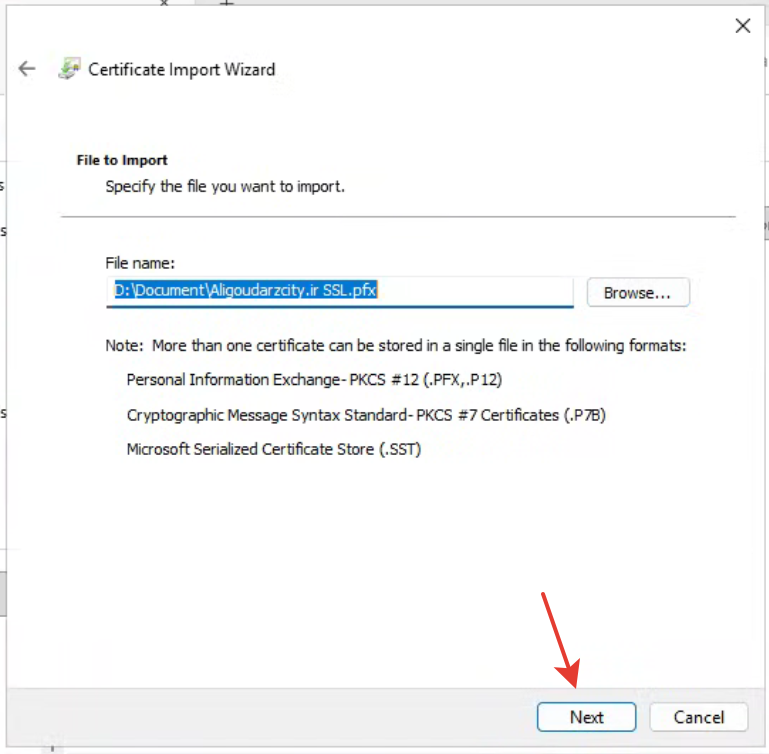 Certificate Import Wizard
File to Import
Specify the file you want to import.
File name:
D:\Document\Aligoudarzcity.ir SSL.pfx
Browse...
Note: More than one certificate can be stored in a single file in the following formats:
Personal Information Exchange- PKCS #12 (.PFX,.P12)
Cryptographic Message Syntax Standard- PKCS #7 Certificates (.P7B)
Microsoft Serialized Certificate Store (.SST)
Next
Cancel